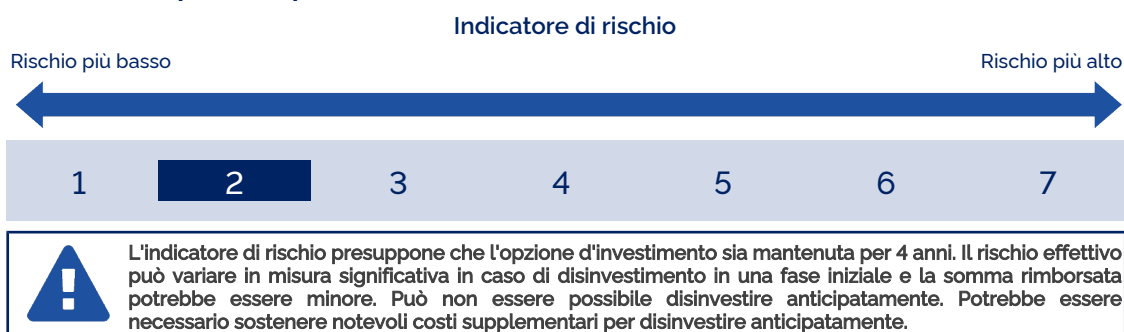 Indicatore di rischio
Rischio più basso Rischio più alto
1 2 3 4 5 6 7
L'indicatore di rischio presuppone che l'opzione d'investimento sia mantenuta per 4 anni. Il rischio effettivo
può variare in misura significativa in caso di disinvestimento in una fase iniziale e la somma rimborsata
potrebbe essere minore. Può non essere possibile disinvestire anticipatamente. Potrebbe essere
necessario sostenere notevoli costi supplementari per disinvestire anticipatamente.